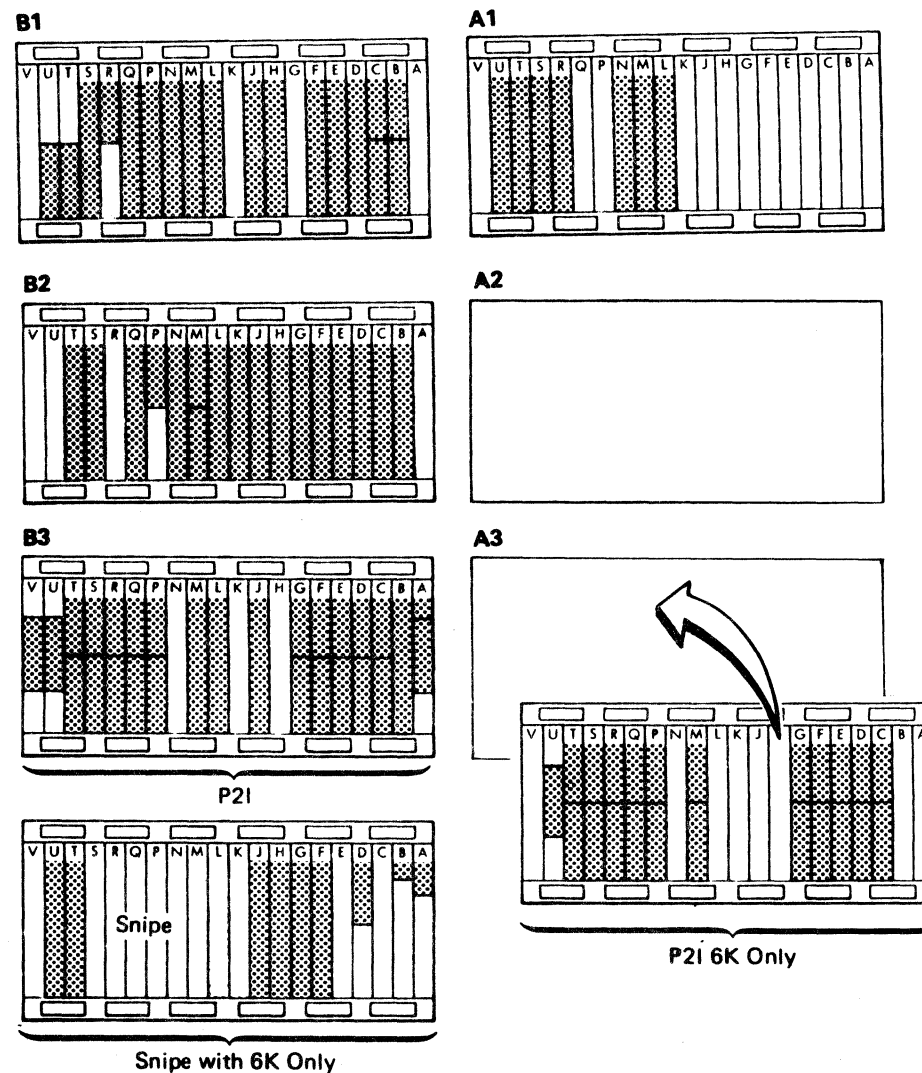 B1
V U T S R Q P N M L K J H G F E D C B A
A1
V U T S R Q P N M L K J H G F E D C B A
B2
V U T S R Q P N M L K J H G F E D C B A
A2
B3
V U T S R Q P N M L K J H G F E D C B A
P2I
A3
V U T S R Q P N M L K J G F E D C B A
P2I 6K Only
V U T S R Q P N M L K J H G F E D C B A
Snipe
Snipe with 6K Only